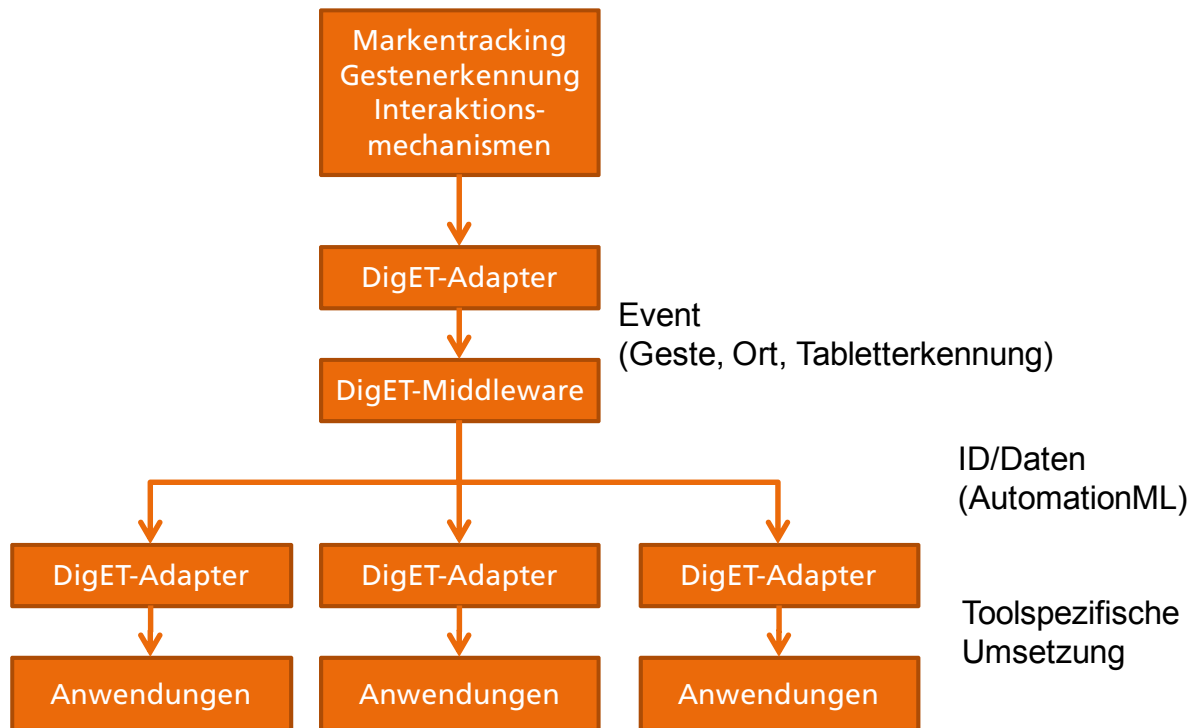 Markentracking
Gestenerkennung
Interaktions-
mechanismen
DigET-Adapter
Event
(Geste, Ort, Tabletterkennung)
DigET-Middleware
ID/Daten
(AutomationML)
DigET-Adapter
DigET-Adapter
DigET-Adapter
Toolspezifische
Umsetzung
Anwendungen
Anwendungen
Anwendungen